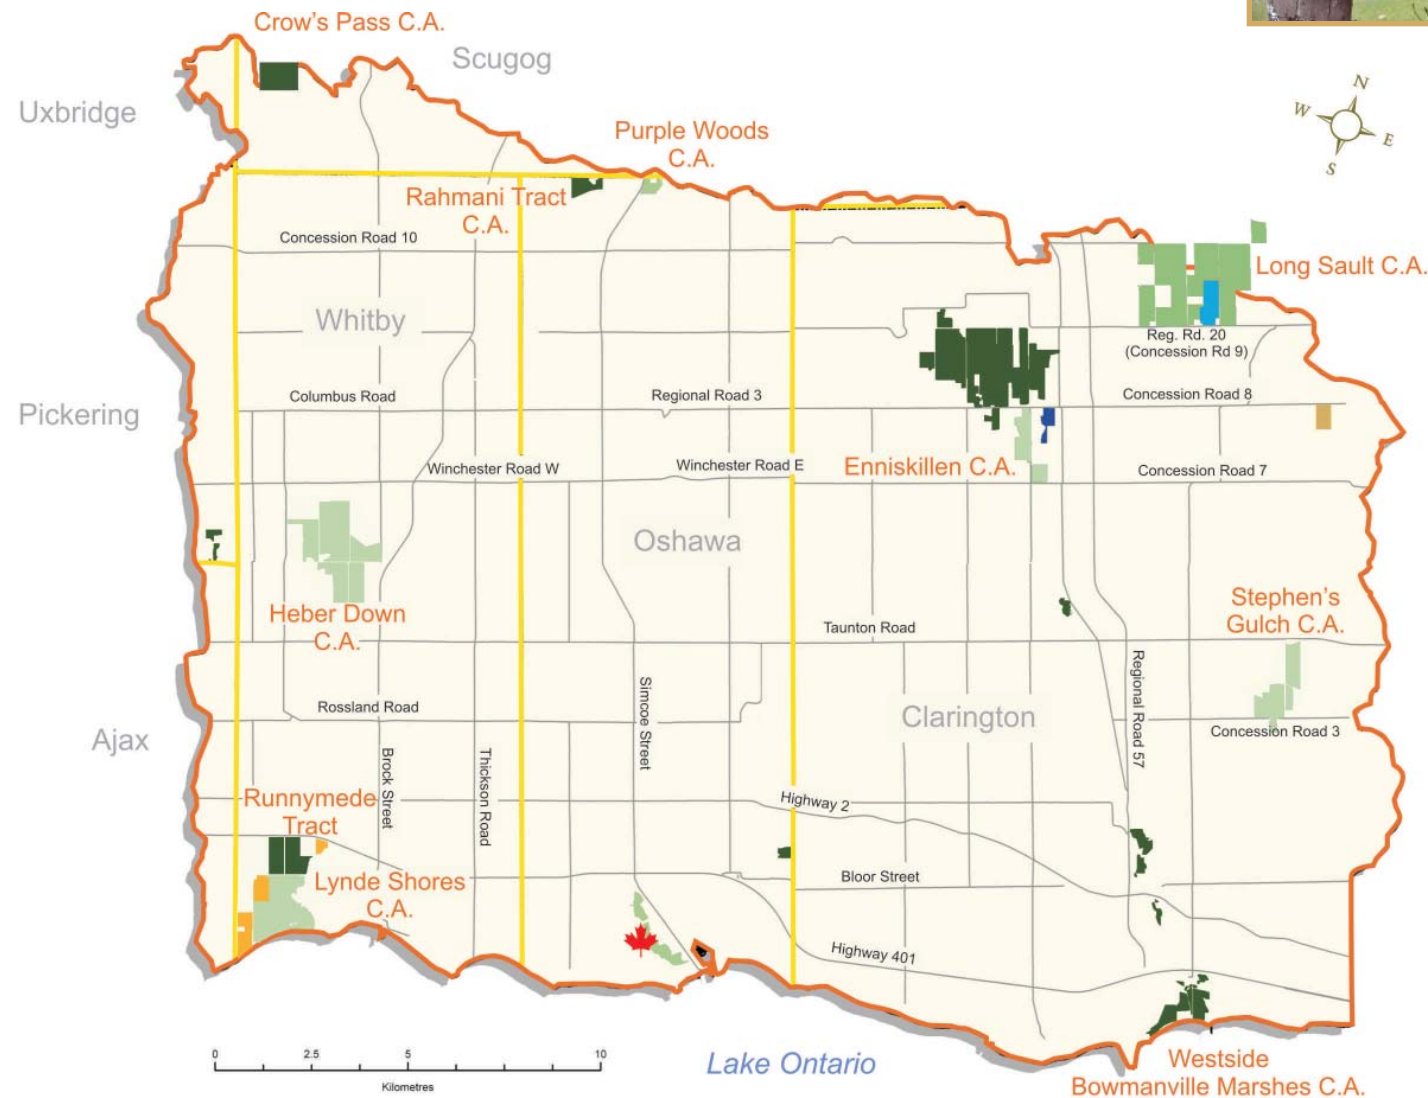 Crow's Pass C.A.
Scugog
N
W
E
S
Uxbridge
Purple Woods
C.A.
Rahmani Tract
C.A.
Concession Road 10
Long Sault C.A.
Whitby
Reg. Rd. 20
(Concession Rd 9)
Columbus Road
Regional Road 3
Concession Road 8
Pickering
Winchester Road W
Winchester Road E
Enniskillen C.A.
Concession Road 7
Oshawa
Heber Down
C.A.
Stephen's
Gulch C.A.
Taunton Road
Rossland Road
Simcoe Street
Regional Road 57
Clarington
Concession Road 3
Ajax
Brock Street
Thickson Road
Runnymede
Tract
Highway 2
Lynde Shores
C.A.
Bloor Street
Highway 401
0
2.5
5
10
Kilometres
Lake Ontario
Westside
Bowmanville Marshes C.A.